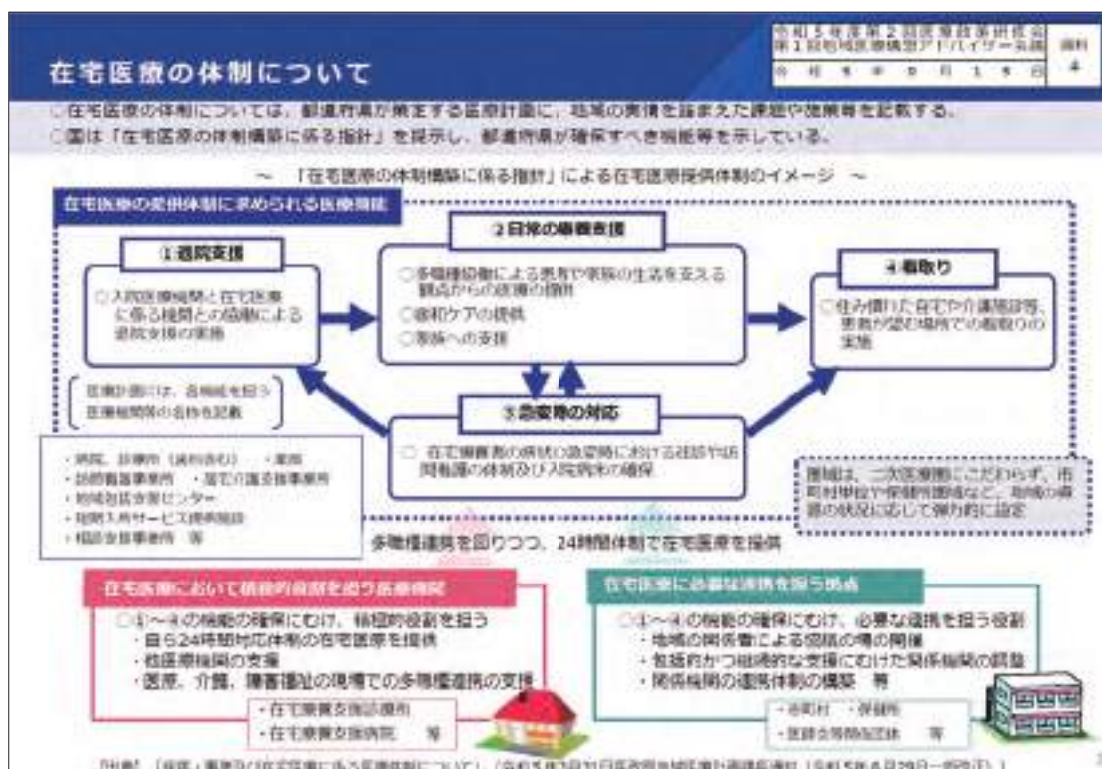 令和5年度第2回医療政策研修会
第1回地域医療構想アドバイザー会議
資料
4
在宅医療の体制について
○在宅医療の体制については、都道府県が策定する医療計画に、地域の実情を踏まえた課題や施策等を記載する。
○国は「在宅医療の体制構築に係る指針」を提示し、都道府県が確保すべき機能等を示している。
~ 「在宅医療の体制構築に係る指針」による在宅医療提供体制のイメージ ~
在宅医療の提供体制に求められる医療機能
①退院支援
○入院医療機関と在宅医療
に係る機関との協働による
退院支援の実施
②日常の療養支援
○多職種協働による患者や家族の生活を支える
観点からの医療の提供
○緩和ケアの提供
○家族への支援
④看取り
○住み慣れた自宅や介護施設等、
患者が望む場所での看取りの
実施
③急変時の対応
○ 在宅療養者の病状の急変時における往診や訪
問看護の体制及び入院病床の確保
医療計画には、各機能を担う
医療機関等の名称を記載
・病院、診療所（歯科含む） ・薬局
・訪問看護事業所 ・居宅介護支援事業所
・地域包括支援センター
・短期入所サービス提供施設
・相談支援事業所 等
圏域は、二次医療圏にこだわらず、市
町村単位や保健所圏域など、地域の資
源の状況に応じて弾力的に設定
多職種連携を図りつつ、24時間体制で在宅医療を提供
在宅医療において積極的役割を担う医療機関
○①～④の機能の確保にむけ、積極的役割を担う
・自ら24時間対応体制の在宅医療を提供
・他医療機関の支援
・医療、介護、障害福祉の現場での多職種連携の支援
・在宅療養支援診療所
・在宅療養支援病院 等
在宅医療に必要な連携を担う拠点
○①～④の機能の確保にむけ、必要な連携を担う役割
・地域の関係者による協議の場の開催
・包括的かつ継続的な支援にむけた関係機関の調整
・関係機関の連携体制の構築 等
・市町村 ・保健所
・医師会等関係団体 等